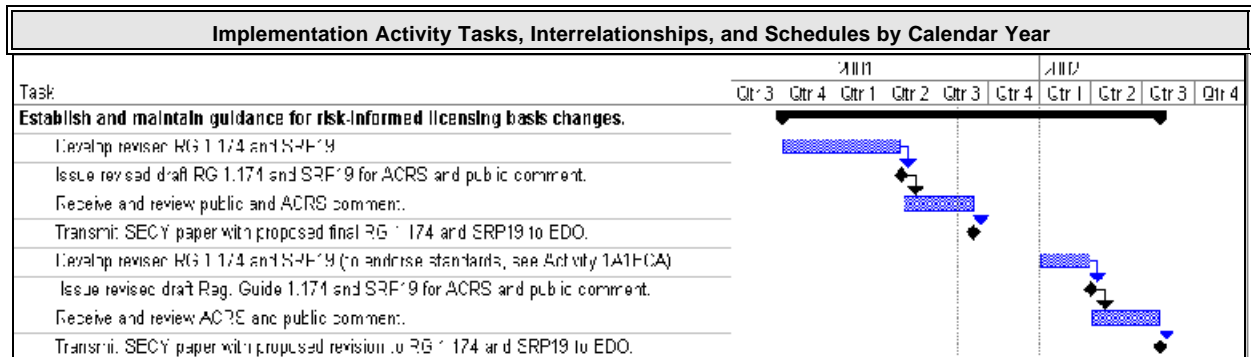 Implementation Activity Tasks, Interrelationships, and Schedules by Calendar Year
2001 2002
Task Qtr 3 Qtr 4 Qtr 1 Qtr 2 Qtr 3 Qtr 4 Qtr 1 Qtr 2 Qtr 3 Qtr 4
Establish and maintain guidance for risk-informed licensing basis changes.
Develop revised RG 1.174 and SRP19
Issue revised draft RG 1.174 and SRP19 for ACRS and public comment.
Receive and review public and ACRS comment.
Transmit SECY paper with proposed final RG 1.174 and SRP19 to EDO.
Develop revised RG 1.174 and SRP19 (to endorse standards, see Activity
Issue revised draft Reg. Guide 1.174 and SRP19 for ACRS and public comment.
Receive and review ACRS and public comment.
Transmit SECY paper with proposed revision to RG 1.174 and SRP19 to EDO.